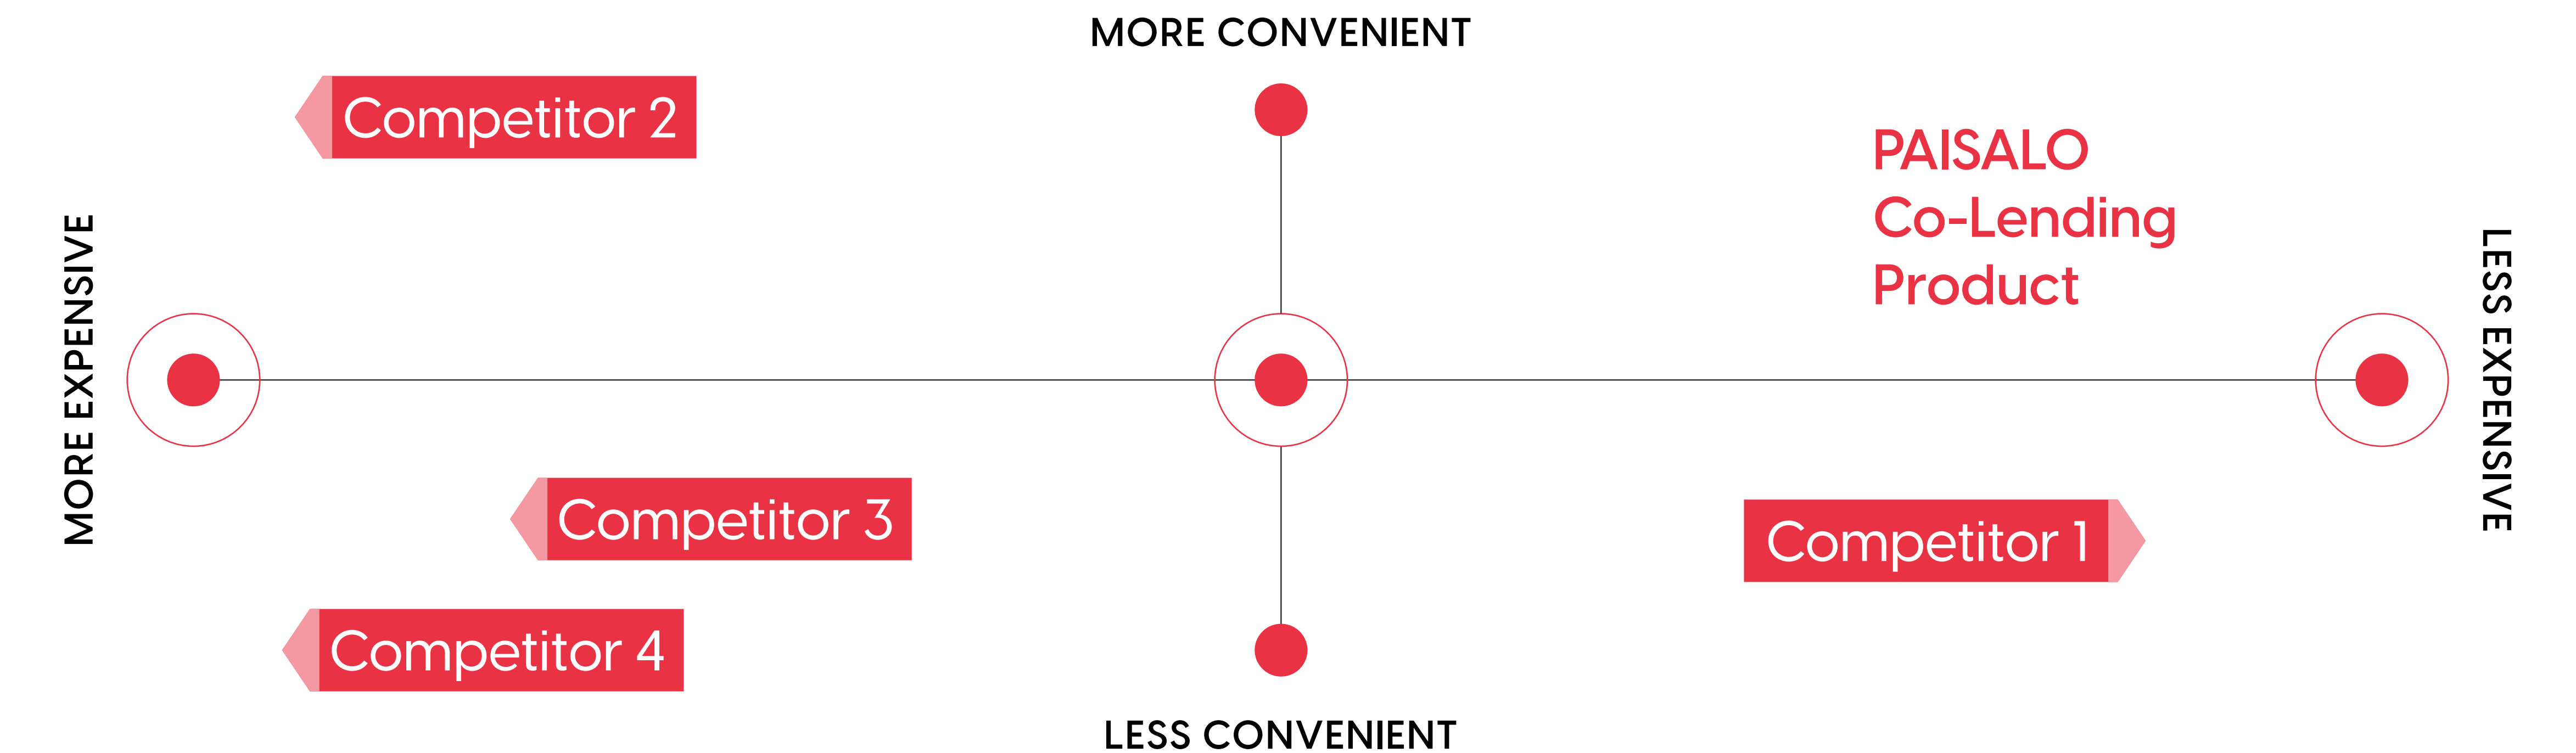 MORE CONVENIENT
Competitor 2
PAISALO
Co-Lending
Product
MORE EXPENSIVE
LESS EXPENSIVE
Competitor 3
Competitor 1
Competitor 4
LESS CONVENIENT